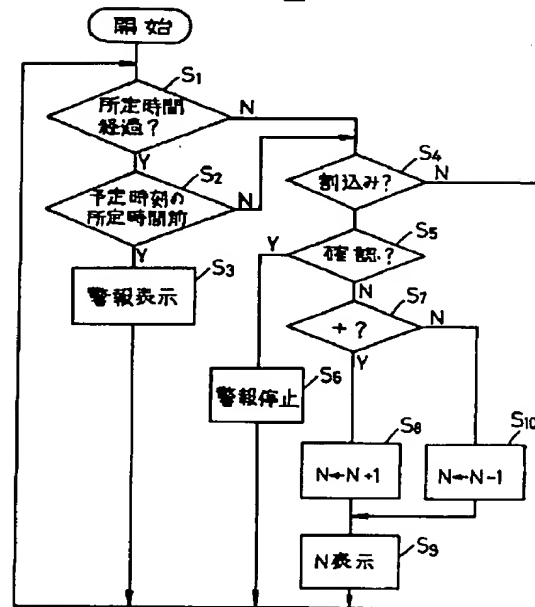 開始
S1
所定時間
経過?
N
Y
S2
予定時刻の
所定時間前
N
Y
S3
警報表示
S4
割込み?
N
S5
確認?
Y
N
S7
+?
N
Y
S6
警報停止
S8
N←N+1
S10
N←N-1
S9
N表示